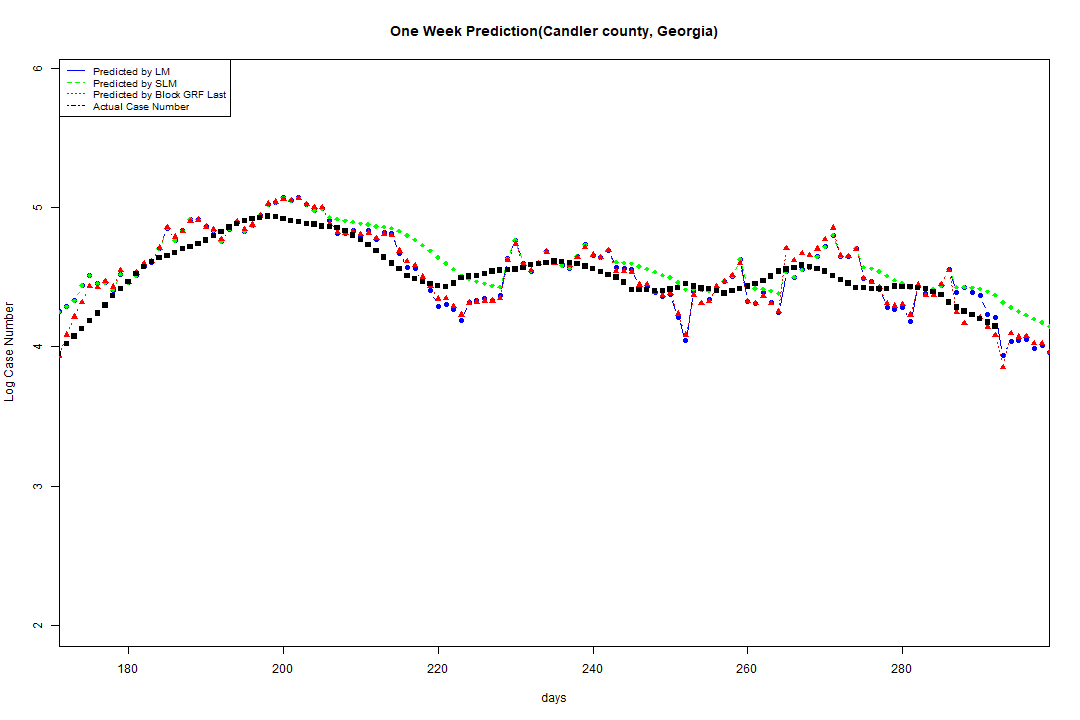 One Week Prediction(Candler county, Georgia)
Predicted by LM
Predicted by SLM
Predicted by Block GRF Last
Actual Case Number
6
5
4
3
2
Log Case Number
180 200 220 240 260 280
days